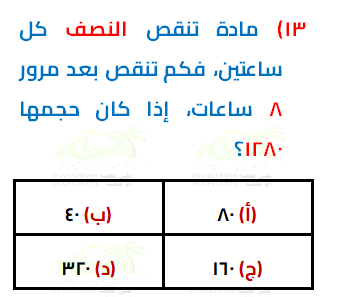 ١٣) مادة تنقص النصف كل
ساعتين، فكم تنقص بعد مرور
٨ ساعات، إذا كان حجمها
١٢٨٠؟
(أ) ٨٠
(ب) ٤٠
(ج) ١٦٠
(د) ٣٢٠